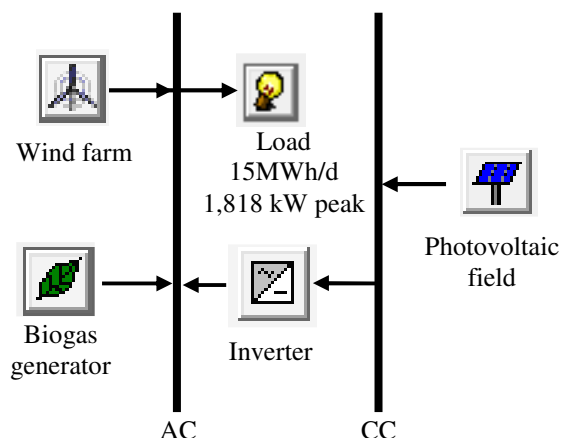 Wind farm
Load
15MWh/d
1,818 kW peak
Photovoltaic
field
Biogas
generator
Inverter
AC
CC